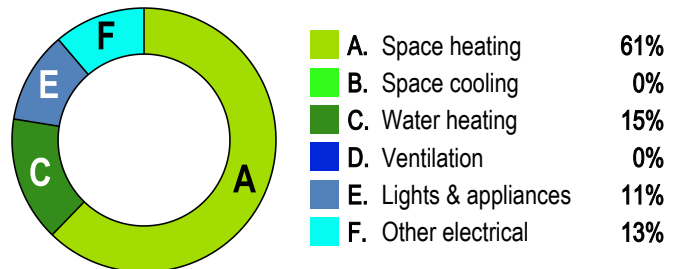 F
E
C
A
A. Space heating 61%
B. Space cooling 0%
C. Water heating 15%
D. Ventilation 0%
E. Lights & appliances 11%
F. Other electrical 13%